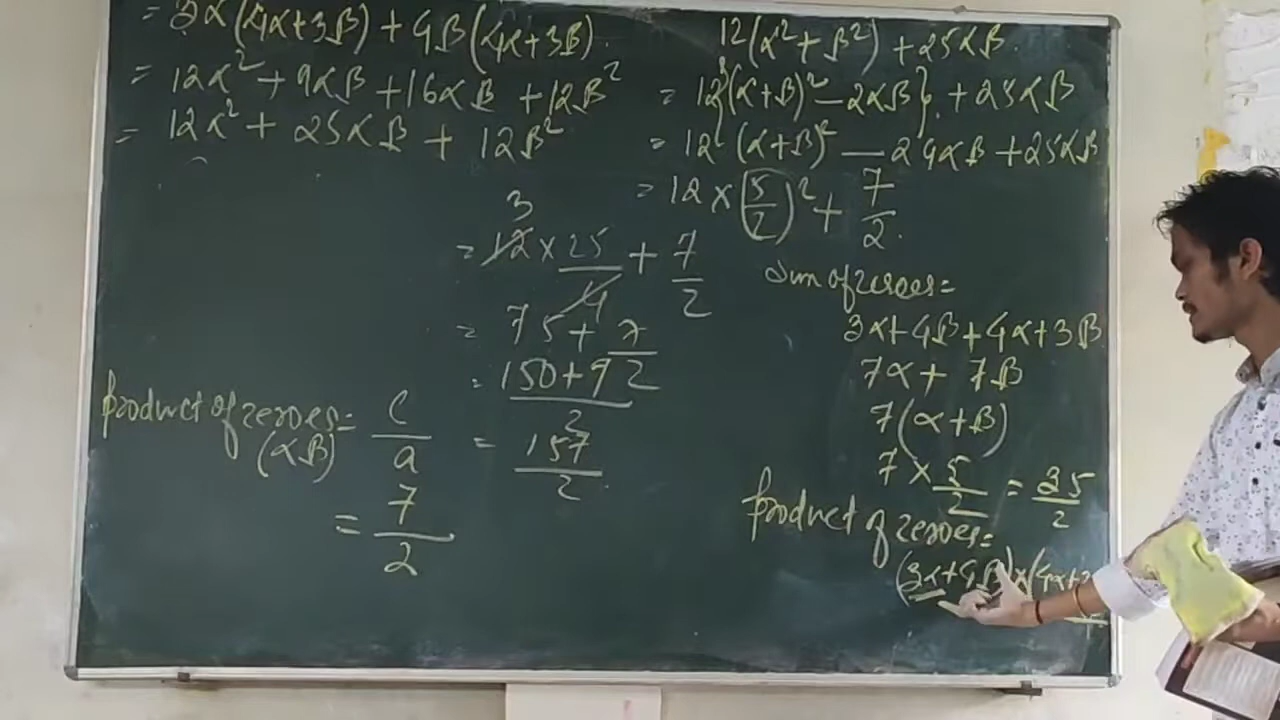 = 3α(4α+3β) + 4β(4α+3β).
= 12α² + 9αβ + 16αβ + 12β²
= 12α² + 25αβ + 12β²
12(α²+β²) + 25αβ.
= 12{(α+β)² − 2αβ} + 25αβ
= 12 (α+β)² − 24αβ + 25αβ
= 12 × (5/2)² + 7/2.
3
= 12 × 25/4 + 7/2
= 75 + 7/2
= 150+7/2
= 157/2
product of zeroes = c/a
(αβ)
= 7/2
Sum of zeroes =
3α+4β+4α+3β
7α + 7β
7(α+β)
7 × 5/2 = 35/2
product of zeroes =
(3α+4β) × (4α+3